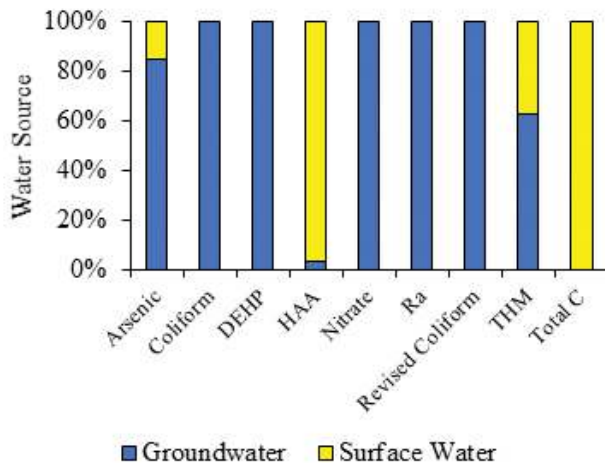 100%
80%
60%
40%
20%
0%
Water Source
Arsenic
Coliform
DEHP
HAA
Nitrate
Ra
Revised Coliform
THM
Total C
Groundwater Surface Water